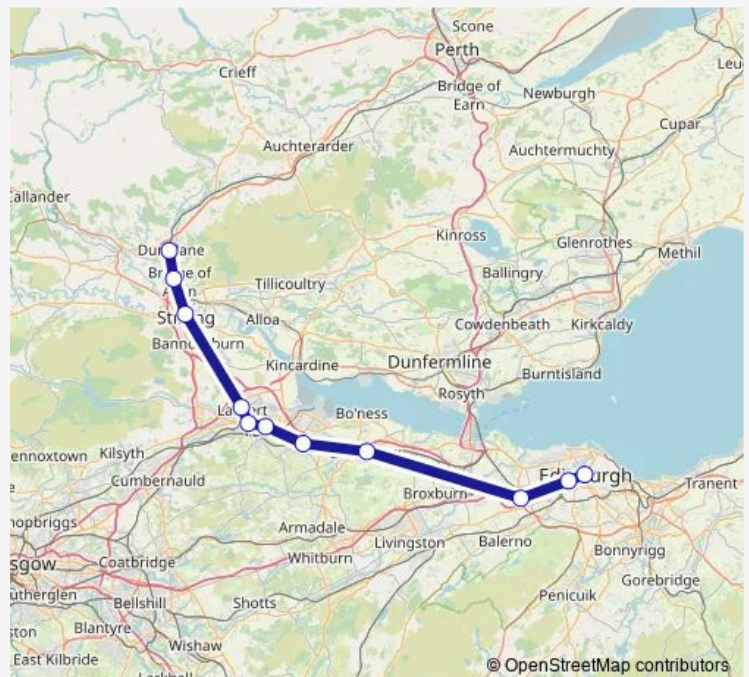 Scone
Perth
Crieff
Bridge of
Earn
Newburgh
Cupar
Auchterarder
Auchtermuchty
Kinross
Glenrothes
Methil
Ballingry
Tillicoultry
Alloa
Cowdenbeath
Kirkcaldy
Kincardine
Dunfermline
Burntisland
Rosyth
Bo'ness
Kilsyth
Cumbernauld
Broxburn
Tranent
Armadale
Livingston
Balerno
Bonnyrigg
Coatbridge
Whitburn
Gorebridge
Bellshill
Shotts
Penicuik
Blantyre
Wishaw
East Kilbride
© OpenStreetMap contributors